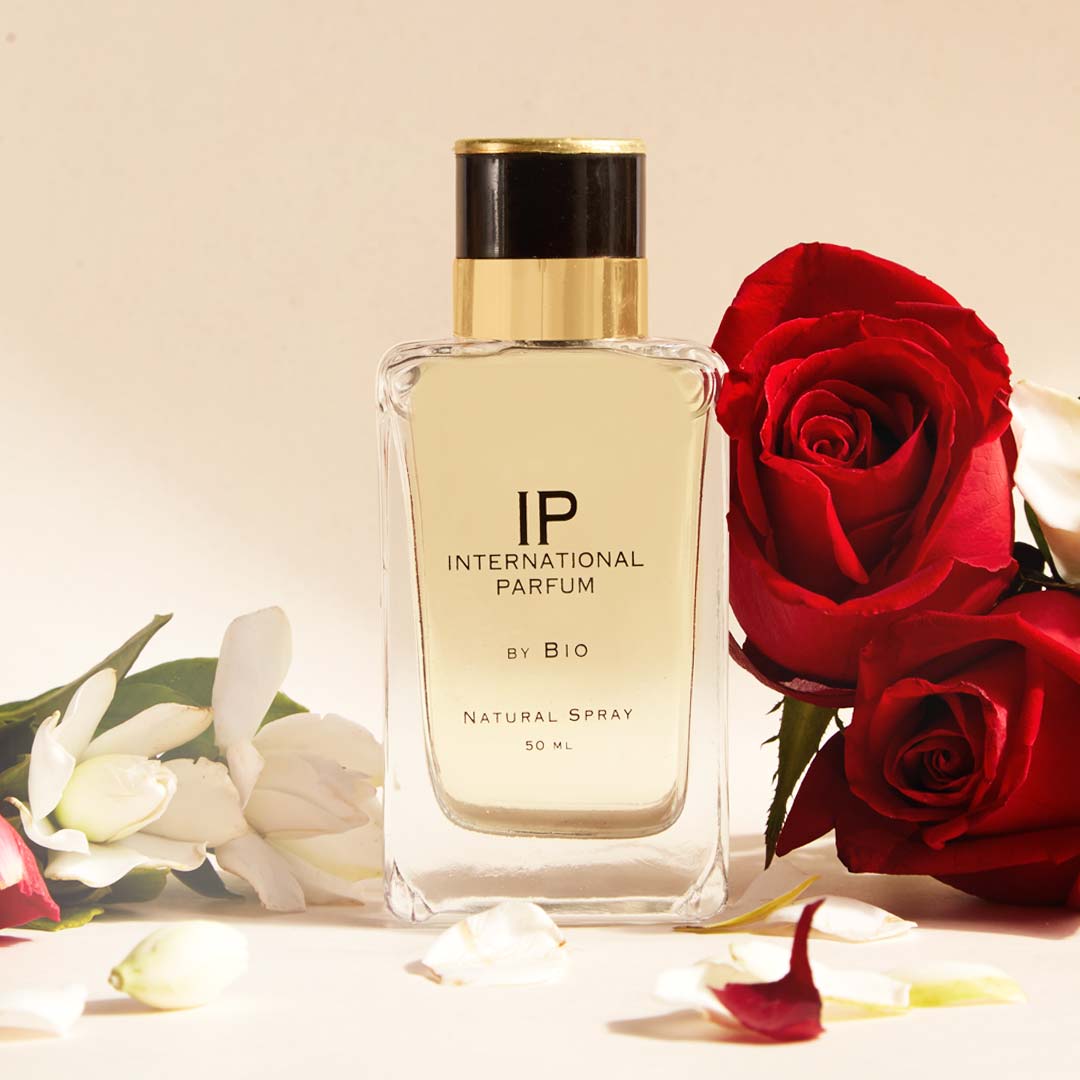 IP
INTERNATIONAL
PARFUM
BY BIO
NATURAL SPRAY
50 ML